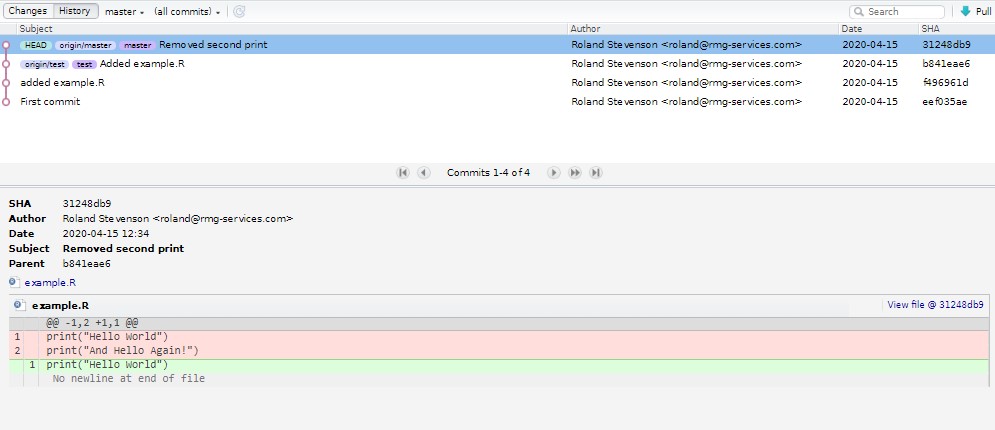 Changes History master (all commits) Search Pull
Subject Author Date SHA
HEAD origin/master master Removed second print Roland Stevenson <roland@rmg-services.com> 2020-04-15 31248db9
origin/test test Added example.R Roland Stevenson <roland@rmg-services.com> 2020-04-15 b841eae6
added example.R Roland Stevenson <roland@rmg-services.com> 2020-04-15 f496961d
First commit Roland Stevenson <roland@rmg-services.com> 2020-04-15 eef035ae
Commits 1-4 of 4
SHA 31248db9
Author Roland Stevenson <roland@rmg-services.com>
Date 2020-04-15 12:34
Subject Removed second print
Parent b841eae6
example.R
example.R View file @ 31248db9
@@ -1,2 +1,1 @@
1 print("Hello World")
2 print("And Hello Again!")
1 print("Hello World")
No newline at end of file